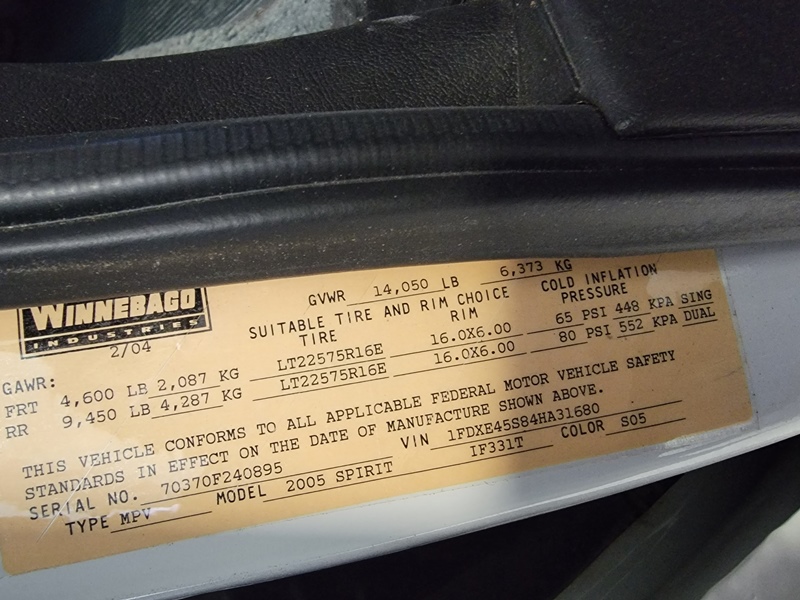 WINNEBAGO
INDUSTRIES
2/04
GVWR 14,050 LB 6,373 KG
SUITABLE TIRE AND RIM CHOICE COLD INFLATION
TIRE RIM PRESSURE
GAWR:
FRT 4,600 LB 2,087 KG LT22575R16E 16.0X6.00 65 PSI 448 KPA SING
RR 9,450 LB 4,287 KG LT22575R16E 16.0X6.00 80 PSI 552 KPA DUAL
THIS VEHICLE CONFORMS TO ALL APPLICABLE FEDERAL MOTOR VEHICLE SAFETY
STANDARDS IN EFFECT ON THE DATE OF MANUFACTURE SHOWN ABOVE.
SERIAL NO. 70370F240895 VIN 1FDXE45S84HA31680
TYPE MPV MODEL 2005 SPIRIT IF331T COLOR S05